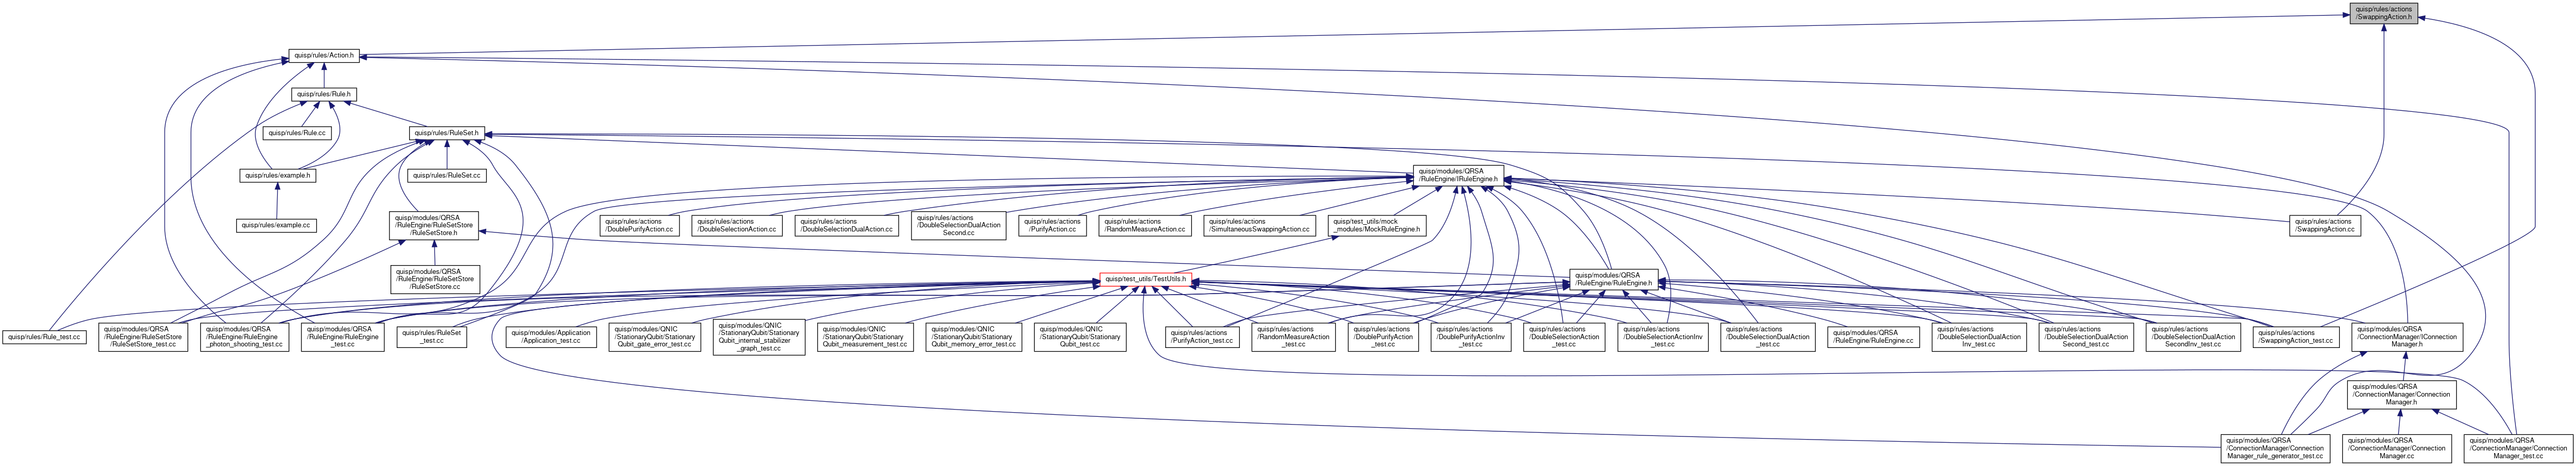 quisp/rules/actions
/SwappingAction.h
quisp/rules/Action.h
quisp/rules/Rule.h
quisp/rules/Rule.cc
quisp/rules/RuleSet.h
quisp/rules/example.h
quisp/rules/RuleSet.cc
quisp/modules/QRSA
/RuleEngine/IRuleEngine.h
quisp/rules/example.cc
quisp/modules/QRSA
/RuleEngine/RuleSetStore
/RuleSetStore.h
quisp/rules/actions
/DoublePurifyAction.cc
quisp/rules/actions
/DoubleSelectionAction.cc
quisp/rules/actions
/DoubleSelectionDualAction.cc
quisp/rules/actions
/DoubleSelectionDualAction
Second.cc
quisp/rules/actions
/PurifyAction.cc
quisp/rules/actions
/RandomMeasureAction.cc
quisp/rules/actions
/SimultaneousSwappingAction.cc
quisp/test_utils/mock
_modules/MockRuleEngine.h
quisp/rules/actions
/SwappingAction.cc
quisp/modules/QRSA
/RuleEngine/RuleSetStore
/RuleSetStore.cc
quisp/test_utils/TestUtils.h
quisp/modules/QRSA
/RuleEngine/RuleEngine.h
quisp/rules/Rule_test.cc
quisp/modules/QRSA
/RuleEngine/RuleSetStore
/RuleSetStore_test.cc
quisp/modules/QRSA
/RuleEngine/RuleEngine
_photon_shooting_test.cc
quisp/modules/QRSA
/RuleEngine/RuleEngine
_test.cc
quisp/rules/RuleSet
_test.cc
quisp/modules/Application
/Application_test.cc
quisp/modules/QNIC
/StationaryQubit/Stationary
Qubit_gate_error_test.cc
quisp/modules/QNIC
/StationaryQubit/Stationary
Qubit_internal_stabilizer
_graph_test.cc
quisp/modules/QNIC
/StationaryQubit/Stationary
Qubit_measurement_test.cc
quisp/modules/QNIC
/StationaryQubit/Stationary
Qubit_memory_error_test.cc
quisp/modules/QNIC
/StationaryQubit/Stationary
Qubit_test.cc
quisp/rules/actions
/PurifyAction_test.cc
quisp/rules/actions
/RandomMeasureAction
_test.cc
quisp/rules/actions
/DoublePurifyAction
_test.cc
quisp/rules/actions
/DoublePurifyActionInv
_test.cc
quisp/rules/actions
/DoubleSelectionAction
_test.cc
quisp/rules/actions
/DoubleSelectionActionInv
_test.cc
quisp/rules/actions
/DoubleSelectionDualAction
_test.cc
quisp/modules/QRSA
/RuleEngine/RuleEngine.cc
quisp/rules/actions
/DoubleSelectionDualAction
Inv_test.cc
quisp/rules/actions
/DoubleSelectionDualAction
Second_test.cc
quisp/rules/actions
/DoubleSelectionDualAction
SecondInv_test.cc
quisp/rules/actions
/SwappingAction_test.cc
quisp/modules/QRSA
/ConnectionManager/IConnection
Manager.h
quisp/modules/QRSA
/ConnectionManager/Connection
Manager.h
quisp/modules/QRSA
/ConnectionManager/Connection
Manager_rule_generator_test.cc
quisp/modules/QRSA
/ConnectionManager/Connection
Manager.cc
quisp/modules/QRSA
/ConnectionManager/Connection
Manager_test.cc